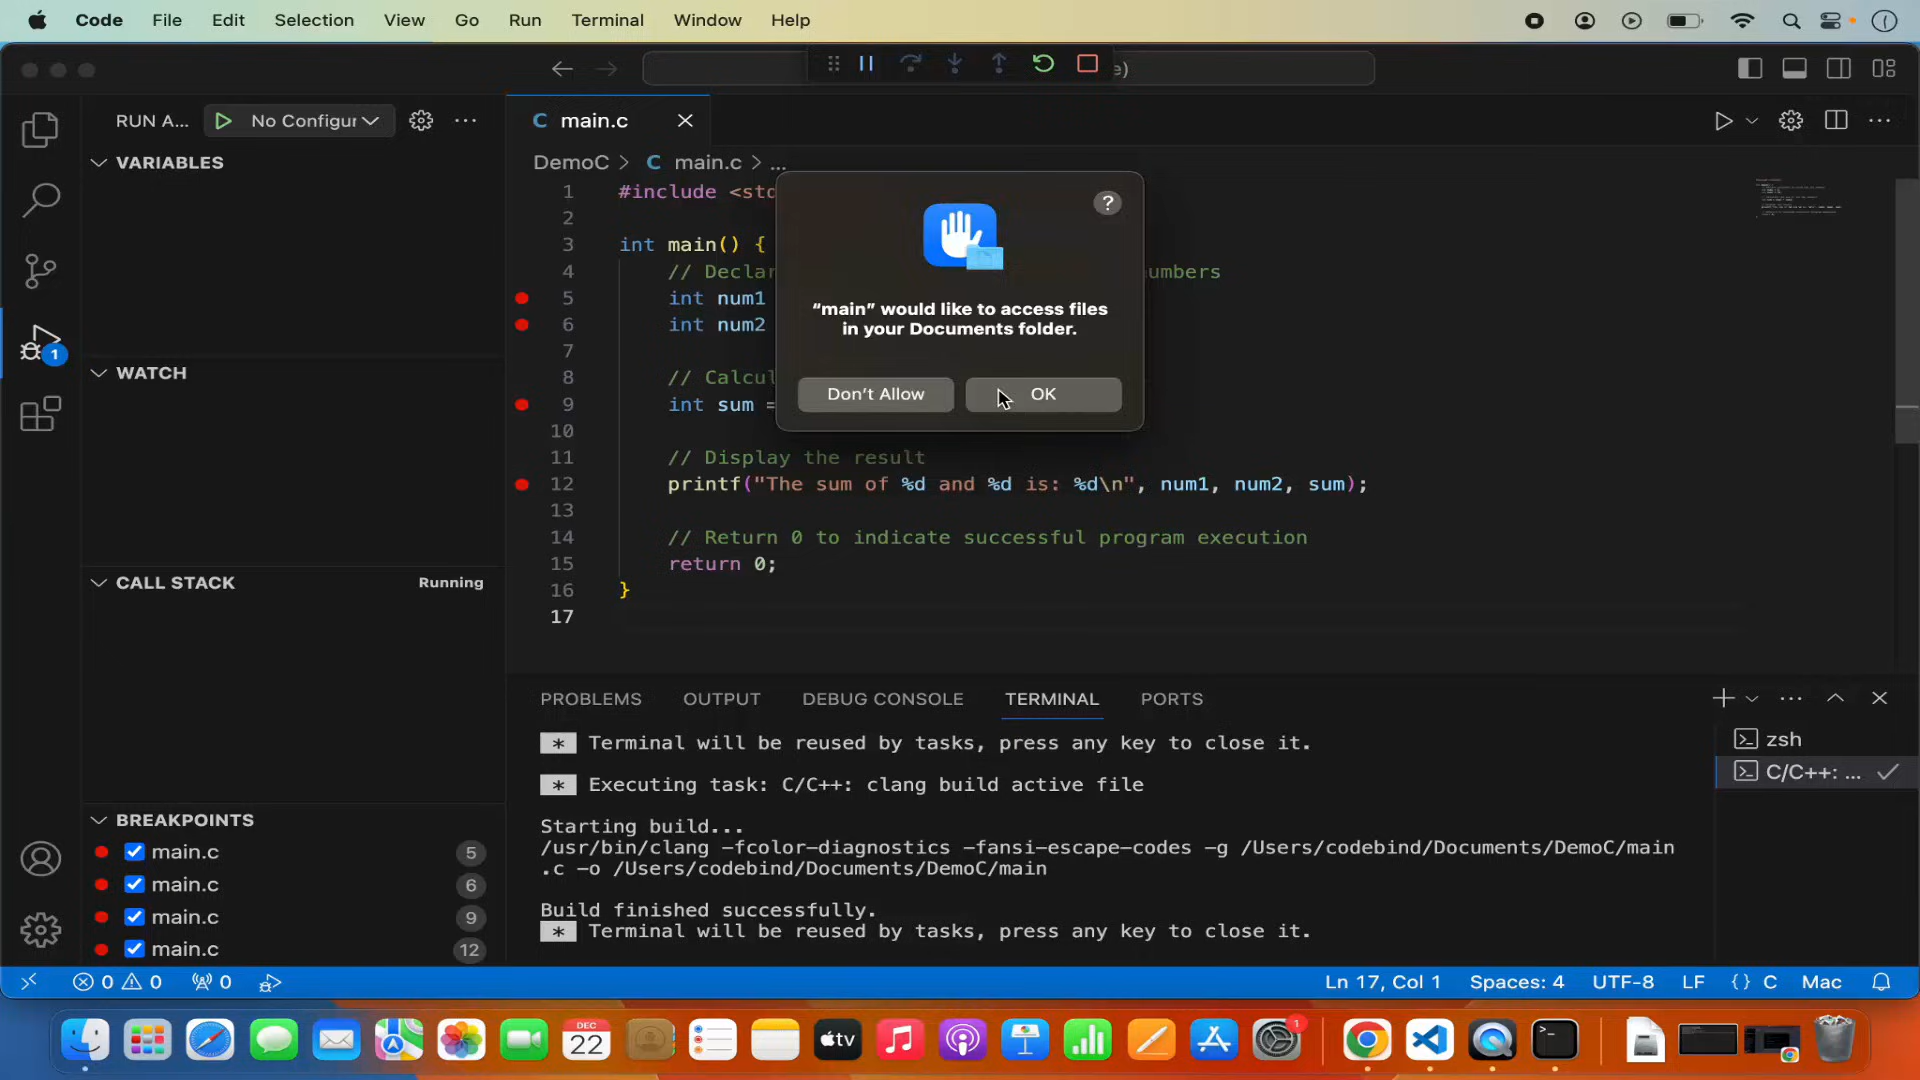 Code File Edit Selection View Go Run Terminal Window Help
e)
RUN A... No Configur
C main.c
DemoC > C main.c > ...
VARIABLES
WATCH
CALL STACK Running
BREAKPOINTS
main.c 5
main.c 6
main.c 9
main.c 12
1
1 #include <std
2
3 int main() {
4 // Declar umbers
5 int num1
6 int num2
7
8 // Calcul
9 int sum =
10
11 // Display the result
12 printf("The sum of %d and %d is: %d\n", num1, num2, sum);
13
14 // Return 0 to indicate successful program execution
15 return 0;
16 }
17
?
“main” would like to access files
in your Documents folder.
Don’t Allow OK
PROBLEMS OUTPUT DEBUG CONSOLE TERMINAL PORTS
* Terminal will be reused by tasks, press any key to close it.
* Executing task: C/C++: clang build active file
Starting build...
/usr/bin/clang -fcolor-diagnostics -fansi-escape-codes -g /Users/codebind/Documents/DemoC/main
.c -o /Users/codebind/Documents/DemoC/main
Build finished successfully.
* Terminal will be reused by tasks, press any key to close it.
zsh
C/C++: ...
0 0 0 Ln 17, Col 1 Spaces: 4 UTF-8 LF {} C Mac
DEC
22
tv
1